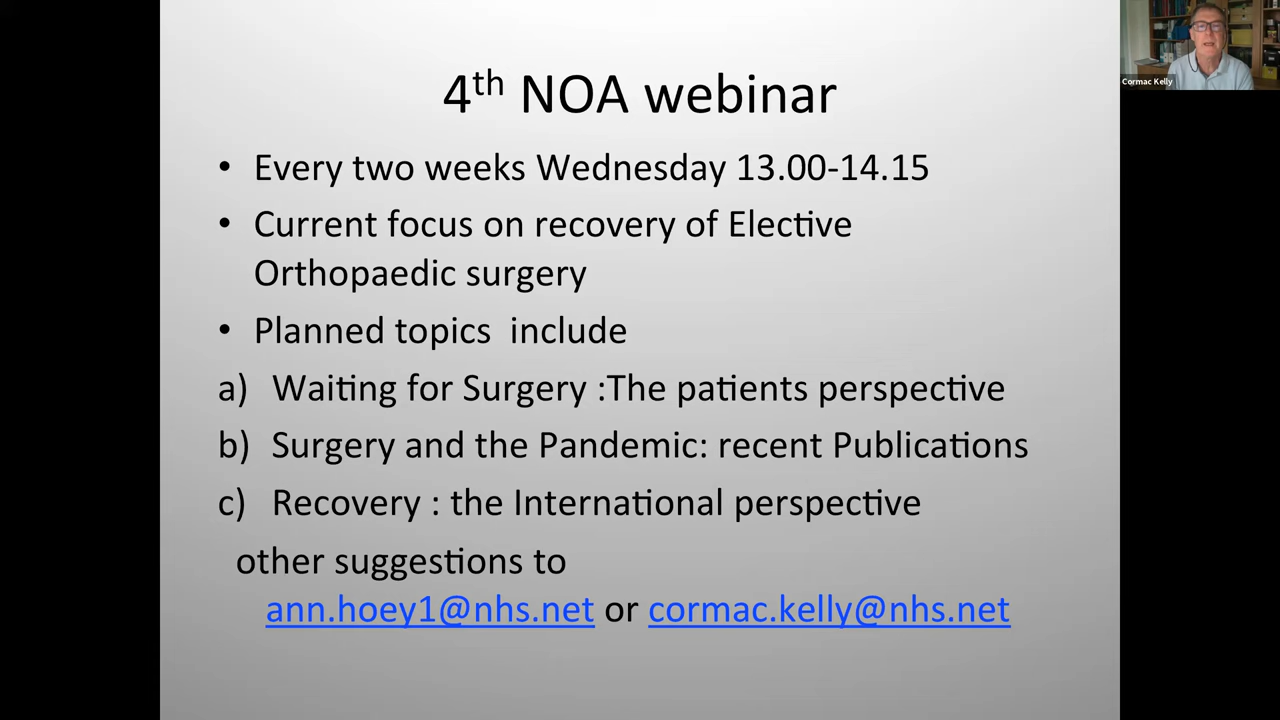 4th NOA webinar
• Every two weeks Wednesday 13.00-14.15
• Current focus on recovery of Elective
Orthopaedic surgery
• Planned topics  include
a) Waiting for Surgery :The patients perspective
b) Surgery and the Pandemic: recent Publications
c) Recovery : the International perspective
other suggestions to
ann.hoey1@nhs.net or cormac.kelly@nhs.net
Cormac Kelly